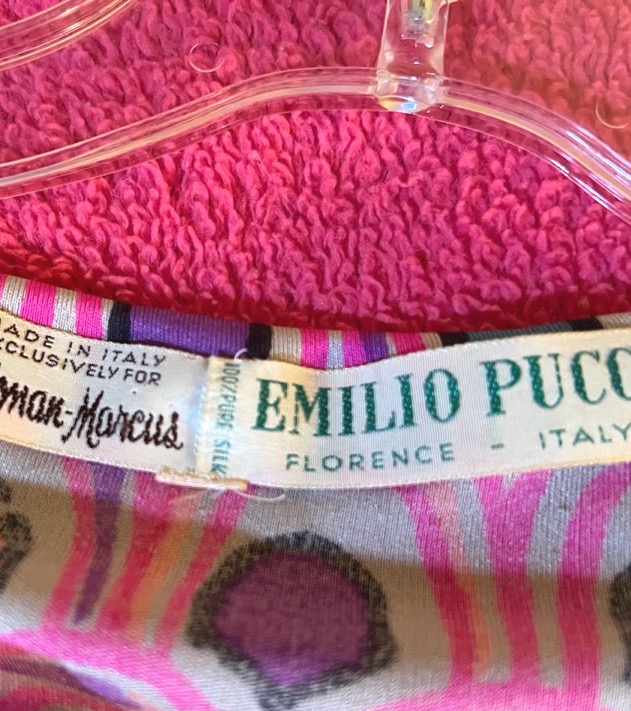 ADE IN ITALY
XCLUSIVELY FOR
man-Marcus
100% PURE SILK
EMILIO PUCC
FLORENCE - ITALY